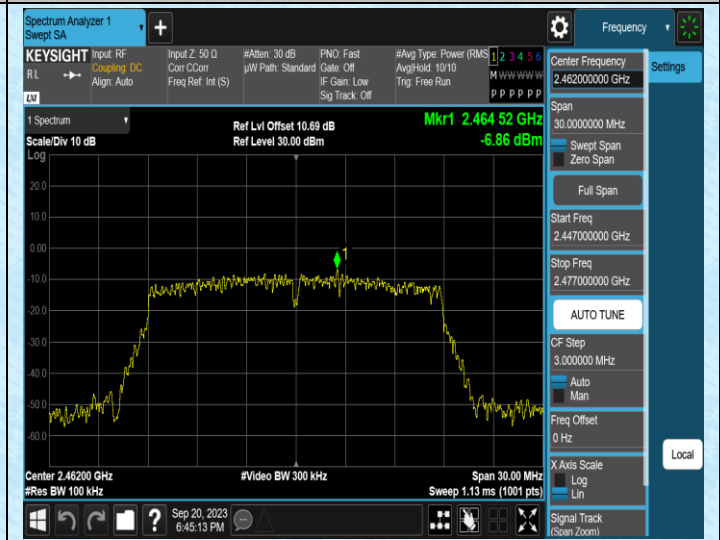 Spectrum Analyzer 1
Swept SA
+
Frequency
KEYSIGHT
RL
LXI
Input: RF
Coupling: DC
Align: Auto
Input Z: 50 Ω
Corr CCorr
Freq Ref: Int (S)
#Atten: 30 dB
µW Path: Standard
PNO: Fast
Gate: Off
IF Gain: Low
Sig Track: Off
#Avg Type: Power (RMS
Avg|Hold: 10/10
Trig: Free Run
1 2 3 4 5 6
M W W W W W
P P P P P P
1 Spectrum
Scale/Div 10 dB
Ref Lvl Offset 10.69 dB
Ref Level 30.00 dBm
Mkr1 2.464 52 GHz
-6.86 dBm
Log
20.0
10.0
0.00
-10.0
-20.0
-30.0
-40.0
-50.0
-60.0
1
Center 2.46200 GHz
#Res BW 100 kHz
#Video BW 300 kHz
Span 30.00 MHz
Sweep 1.13 ms (1001 pts)
Center Frequency
2.462000000 GHz
Settings
Span
30.0000000 MHz
Swept Span
Zero Span
Full Span
Start Freq
2.447000000 GHz
Stop Freq
2.477000000 GHz
AUTO TUNE
CF Step
3.000000 MHz
Auto
Man
Freq Offset
0 Hz
X Axis Scale
Log
Lin
Local
Signal Track
(Span Zoom)
?
Sep 20, 2023
6:45:13 PM